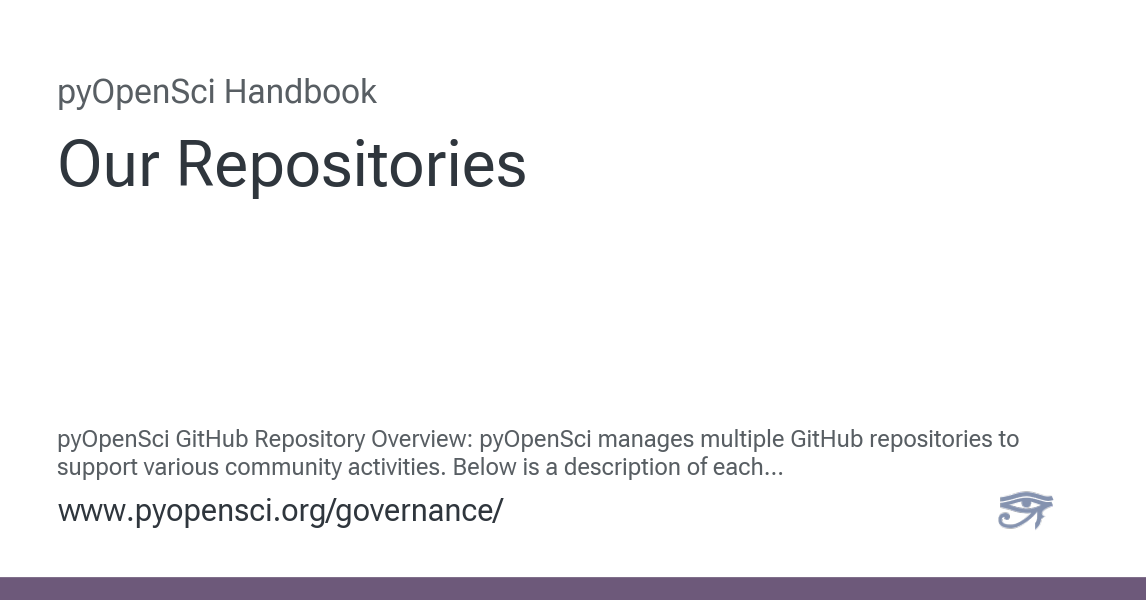 pyOpenSci Handbook
Our Repositories
pyOpenSci GitHub Repository Overview: pyOpenSci manages multiple GitHub repositories to
support various community activities. Below is a description of each...
www.pyopensci.org/governance/